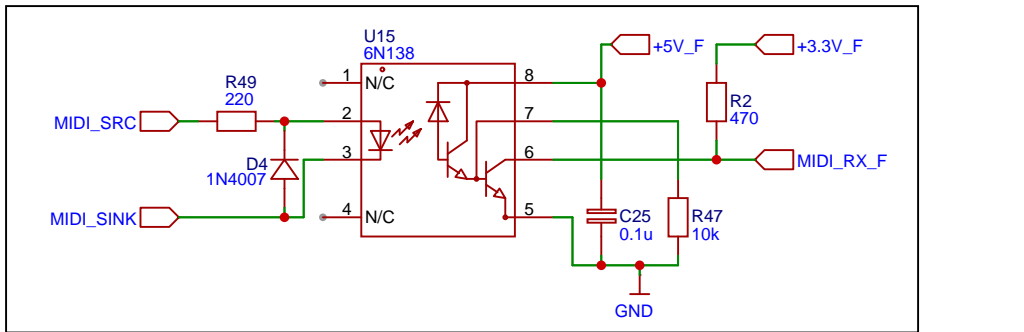 U15
6N138
+5V_F
+3.3V_F
1
N/C
8
R49
220
R2
470
MIDI_SRC
2
7
D4
1N4007
3
6
MIDI_RX_F
MIDI_SINK
4
N/C
5
C25
0.1u
R47
10k
GND